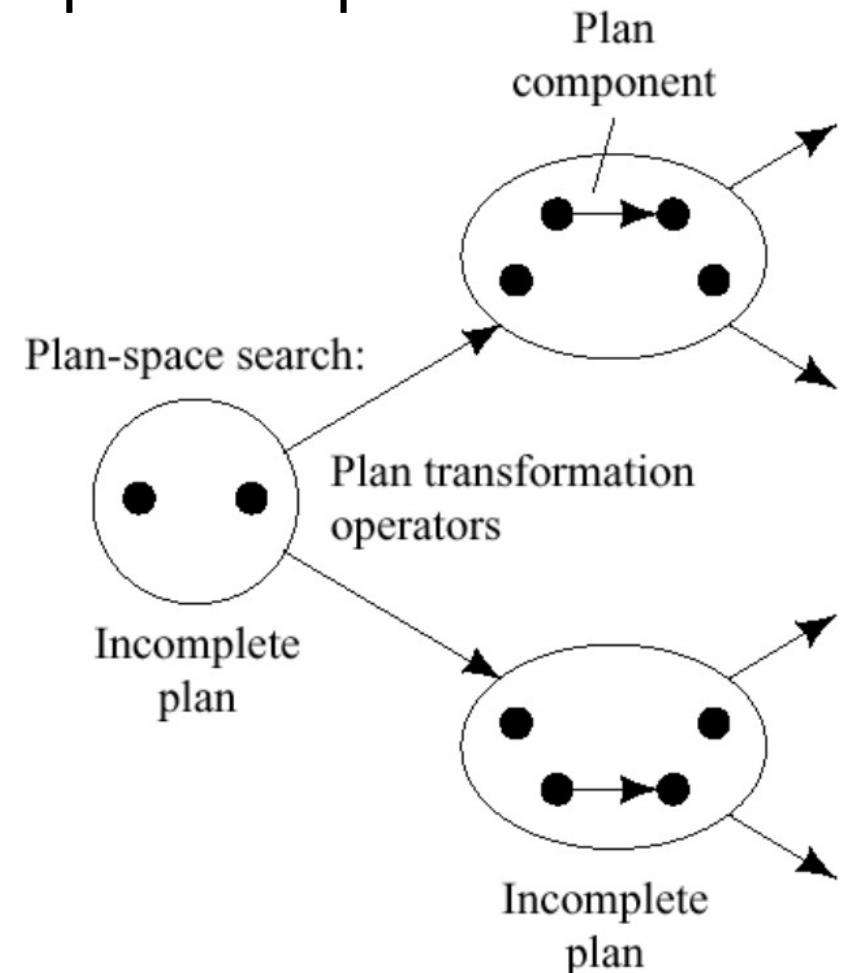 Plan
component
Plan-space search:
Plan transformation
operators
Incomplete
plan
Incomplete
plan